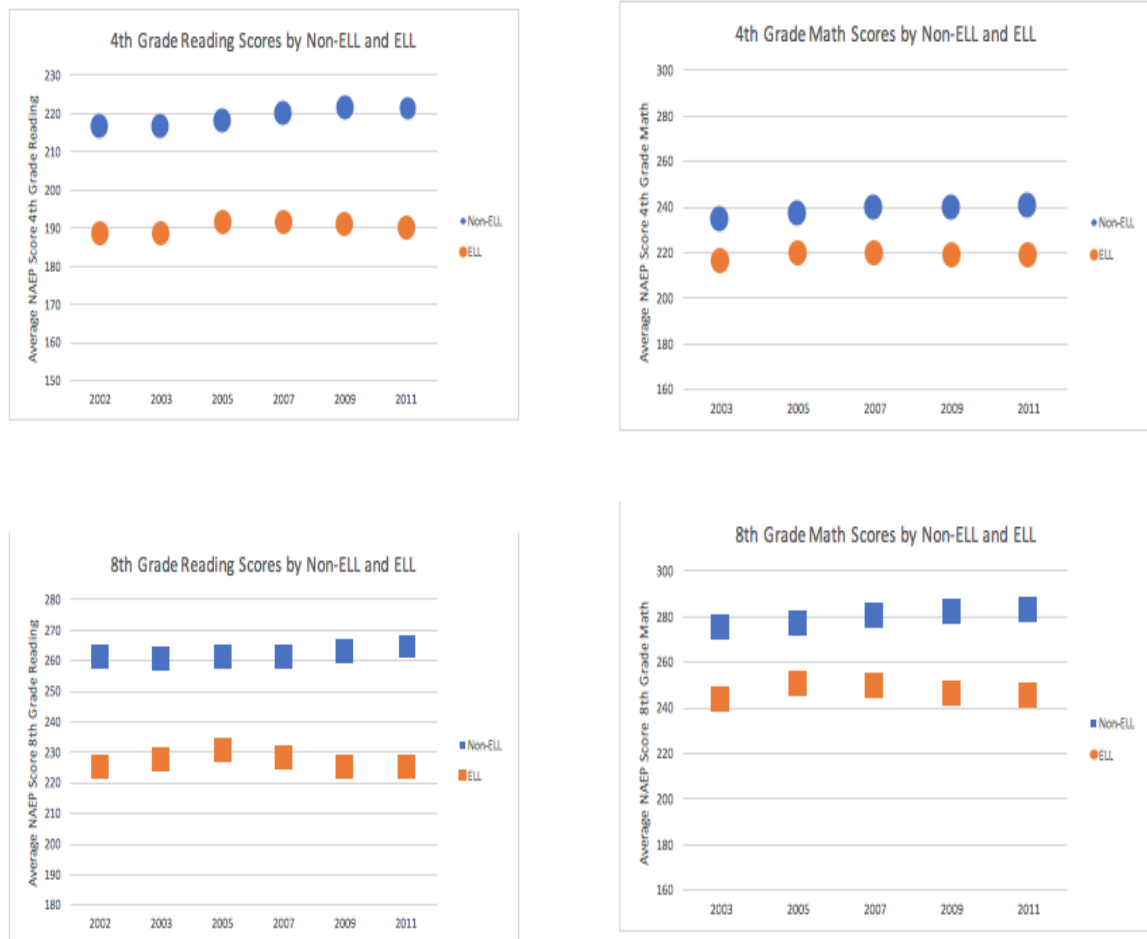 4th Grade Reading Scores by Non-ELL and ELL
Average NAEP Score 4th Grade Reading
230
220
210
200
190
180
170
160
150
2002 2003 2005 2007 2009 2011
Non-ELL
ELL
4th Grade Math Scores by Non-ELL and ELL
Average NAEP Score 4th Grade Math
300
280
260
240
220
200
180
160
2003 2005 2007 2009 2011
Non-ELL
ELL
8th Grade Reading Scores by Non-ELL and ELL
Average NAEP Score 8th Grade Reading
280
270
260
250
240
230
220
210
200
190
180
2002 2003 2005 2007 2009 2011
Non-ELL
ELL
8th Grade Math Scores by Non-ELL and ELL
Average NAEP Score 8th Grade Math
300
280
260
240
220
200
180
160
2003 2005 2007 2009 2011
Non-ELL
ELL